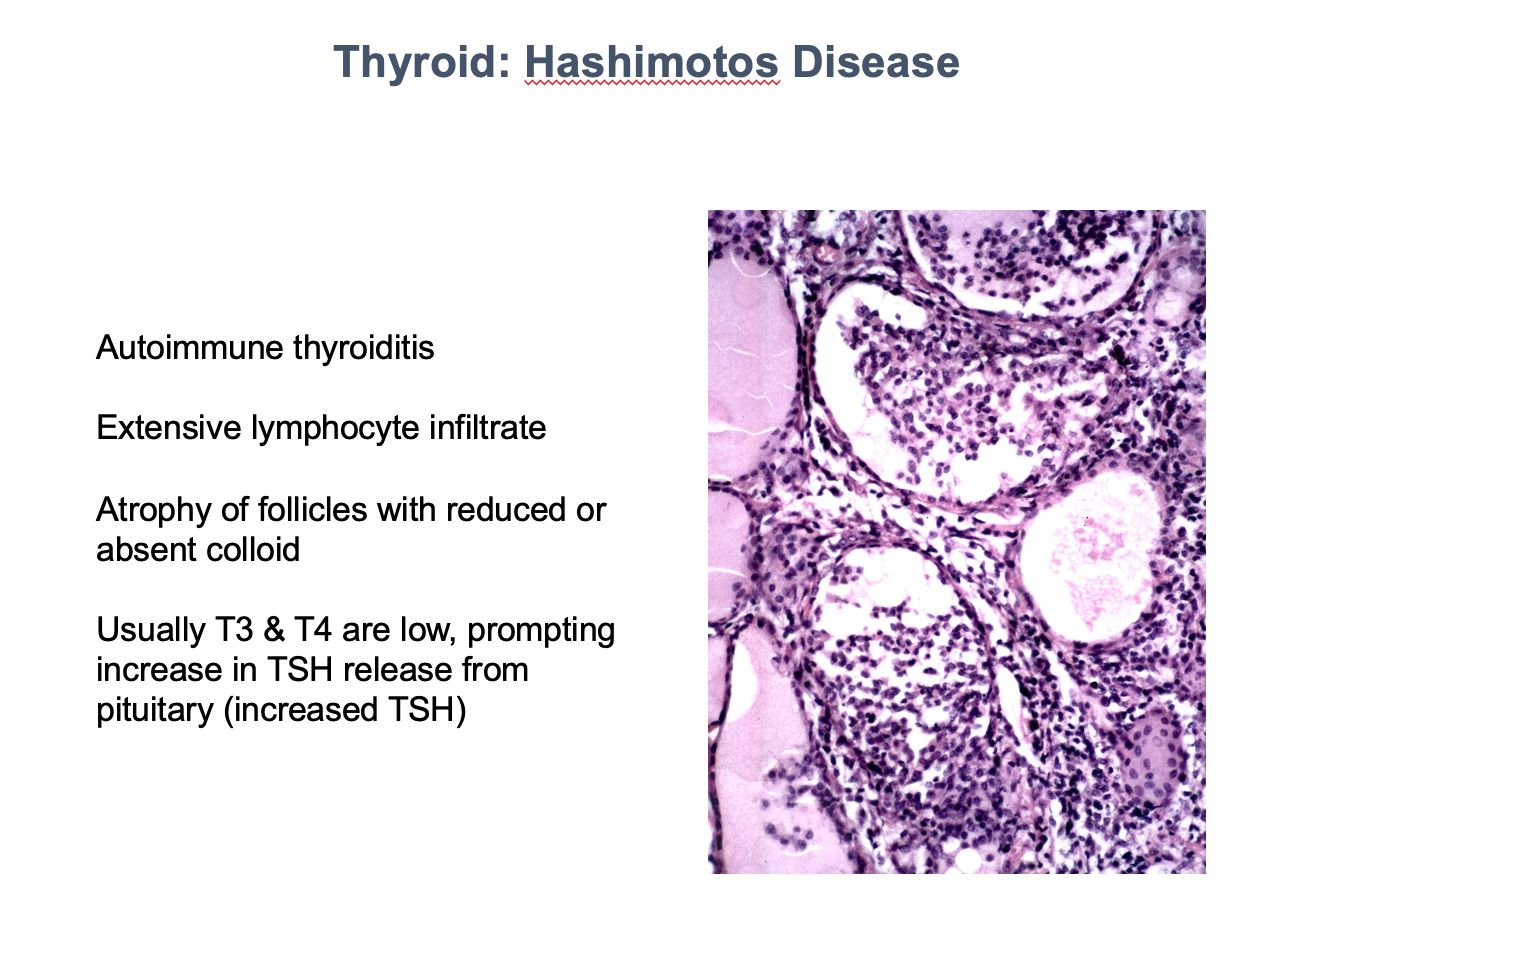 Thyroid: Hashimotos Disease
Autoimmune thyroiditis
Extensive lymphocyte infiltrate
Atrophy of follicles with reduced or
absent colloid
Usually T3 & T4 are low, prompting
increase in TSH release from
pituitary (increased TSH)